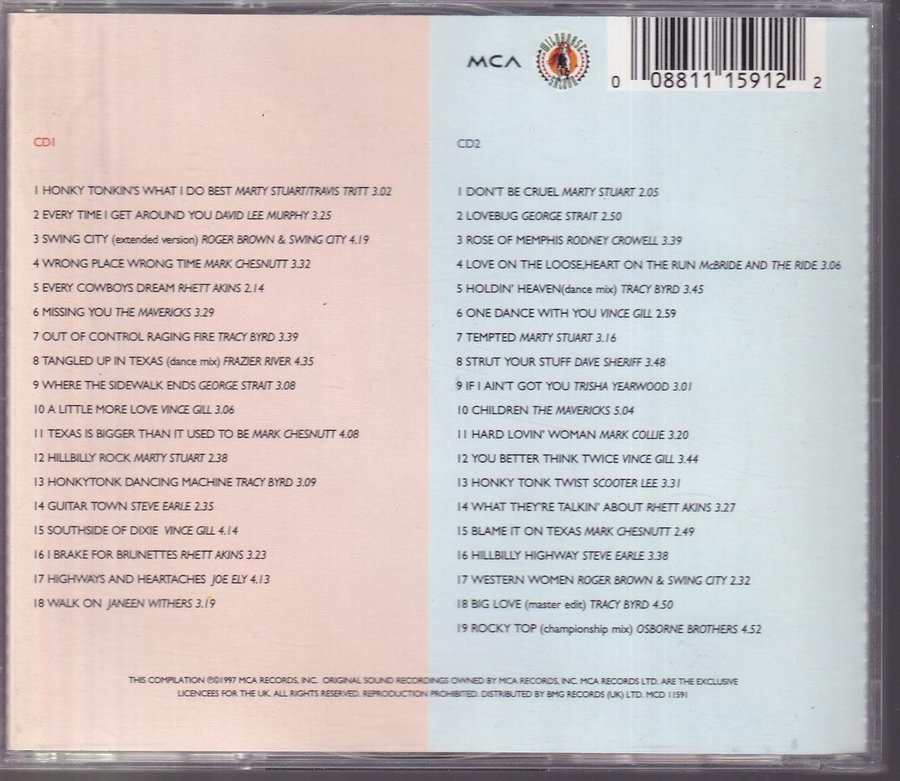 MCA
WILDHORSE
SALOON
0 08811 15912 2
CD1
1 HONKY TONKIN'S WHAT I DO BEST MARTY STUART/TRAVIS TRITT 3.02
2 EVERY TIME I GET AROUND YOU DAVID LEE MURPHY 3.25
3 SWING CITY (extended version) ROGER BROWN & SWING CITY 4.19
4 WRONG PLACE WRONG TIME MARK CHESNUTT 3.32
5 EVERY COWBOYS DREAM RHETT AKINS 2.14
6 MISSING YOU THE MAVERICKS 3.29
7 OUT OF CONTROL RAGING FIRE TRACY BYRD 3.39
8 TANGLED UP IN TEXAS (dance mix) FRAZIER RIVER 4.35
9 WHERE THE SIDEWALK ENDS GEORGE STRAIT 3.08
10 A LITTLE MORE LOVE VINCE GILL 3.06
11 TEXAS IS BIGGER THAN IT USED TO BE MARK CHESNUTT 4.08
12 HILLBILLY ROCK MARTY STUART 2.38
13 HONKYTONK DANCING MACHINE TRACY BYRD 3.09
14 GUITAR TOWN STEVE EARLE 2.35
15 SOUTHSIDE OF DIXIE VINCE GILL 4.14
16 I BRAKE FOR BRUNETTES RHETT AKINS 3.23
17 HIGHWAYS AND HEARTACHES JOE ELY 4.13
18 WALK ON JANEEN WITHERS 3.19
CD2
1 DON'T BE CRUEL MARTY STUART 2.05
2 LOVEBUG GEORGE STRAIT 2.50
3 ROSE OF MEMPHIS RODNEY CROWELL 3.39
4 LOVE ON THE LOOSE,HEART ON THE RUN McBRIDE AND THE RIDE 3.06
5 HOLDIN' HEAVEN(dance mix) TRACY BYRD 3.45
6 ONE DANCE WITH YOU VINCE GILL 2.59
7 TEMPTED MARTY STUART 3.16
8 STRUT YOUR STUFF DAVE SHERIFF 3.48
9 IF I AIN'T GOT YOU TRISHA YEARWOOD 3.01
10 CHILDREN THE MAVERICKS 5.04
11 HARD LOVIN' WOMAN MARK COLLIE 3.20
12 YOU BETTER THINK TWICE VINCE GILL 3.44
13 HONKY TONK TWIST SCOOTER LEE 3.31
14 WHAT THEY'RE TALKIN' ABOUT RHETT AKINS 3.27
15 BLAME IT ON TEXAS MARK CHESNUTT 2.49
16 HILLBILLY HIGHWAY STEVE EARLE 3.38
17 WESTERN WOMEN ROGER BROWN & SWING CITY 2.32
18 BIG LOVE (master edit) TRACY BYRD 4.50
19 ROCKY TOP (championship mix) OSBORNE BROTHERS 4.52
THIS COMPILATION ℗©1997 MCA RECORDS, INC. ORIGINAL SOUND RECORDINGS OWNED BY MCA RECORDS, INC. MCA RECORDS LTD. ARE THE EXCLUSIVE
LICENCEES FOR THE UK. ALL RIGHTS RESERVED. REPRODUCTION PROHIBITED. DISTRIBUTED BY BMG RECORDS (UK) LTD. MCD 11591